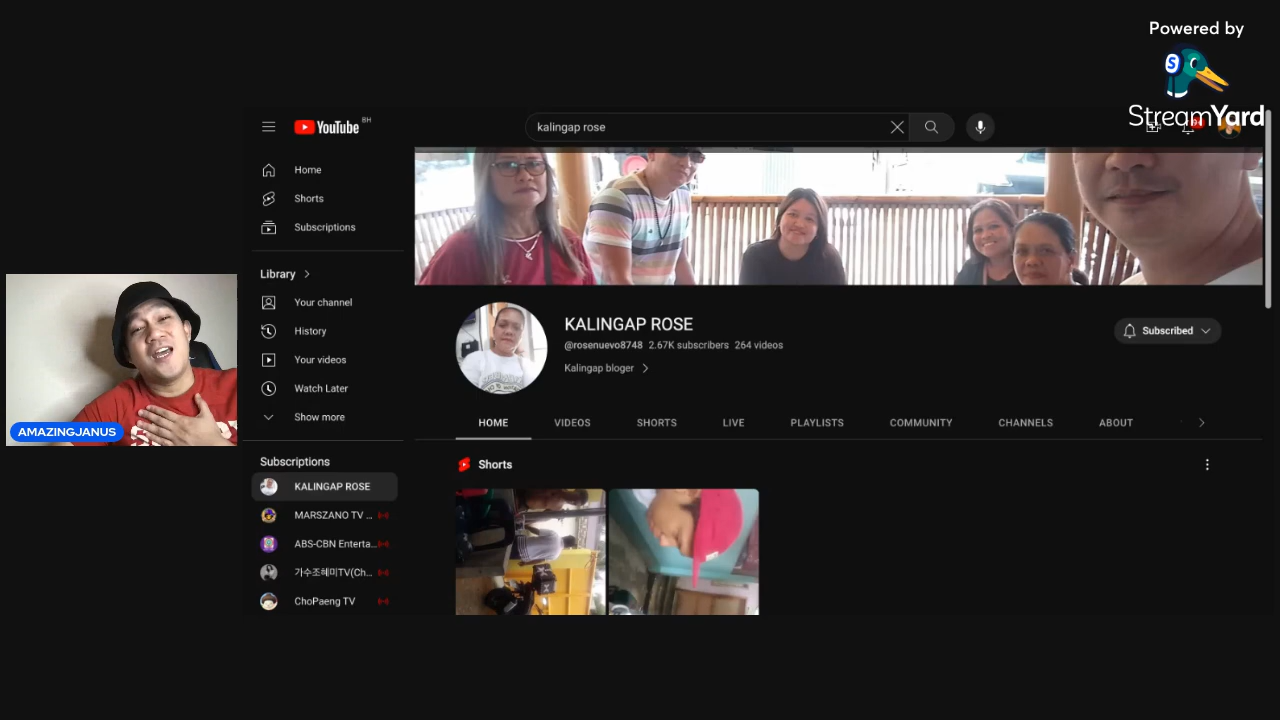 Powered by
StreamYard
YouTube BH
kalingap rose
Home
Shorts
Subscriptions
Library
Your channel
History
Your videos
Watch Later
Show more
Subscriptions
KALINGAP ROSE
MARSZANO TV ...
ABS-CBN Enterta...
가수조혜미TV(Ch...
ChoPaeng TV
KALINGAP ROSE
@rosenuevo8748 2.67K subscribers 264 videos
Kalingap bloger
Subscribed
HOME VIDEOS SHORTS LIVE PLAYLISTS COMMUNITY CHANNELS ABOUT
Shorts
AMAZINGJANUS